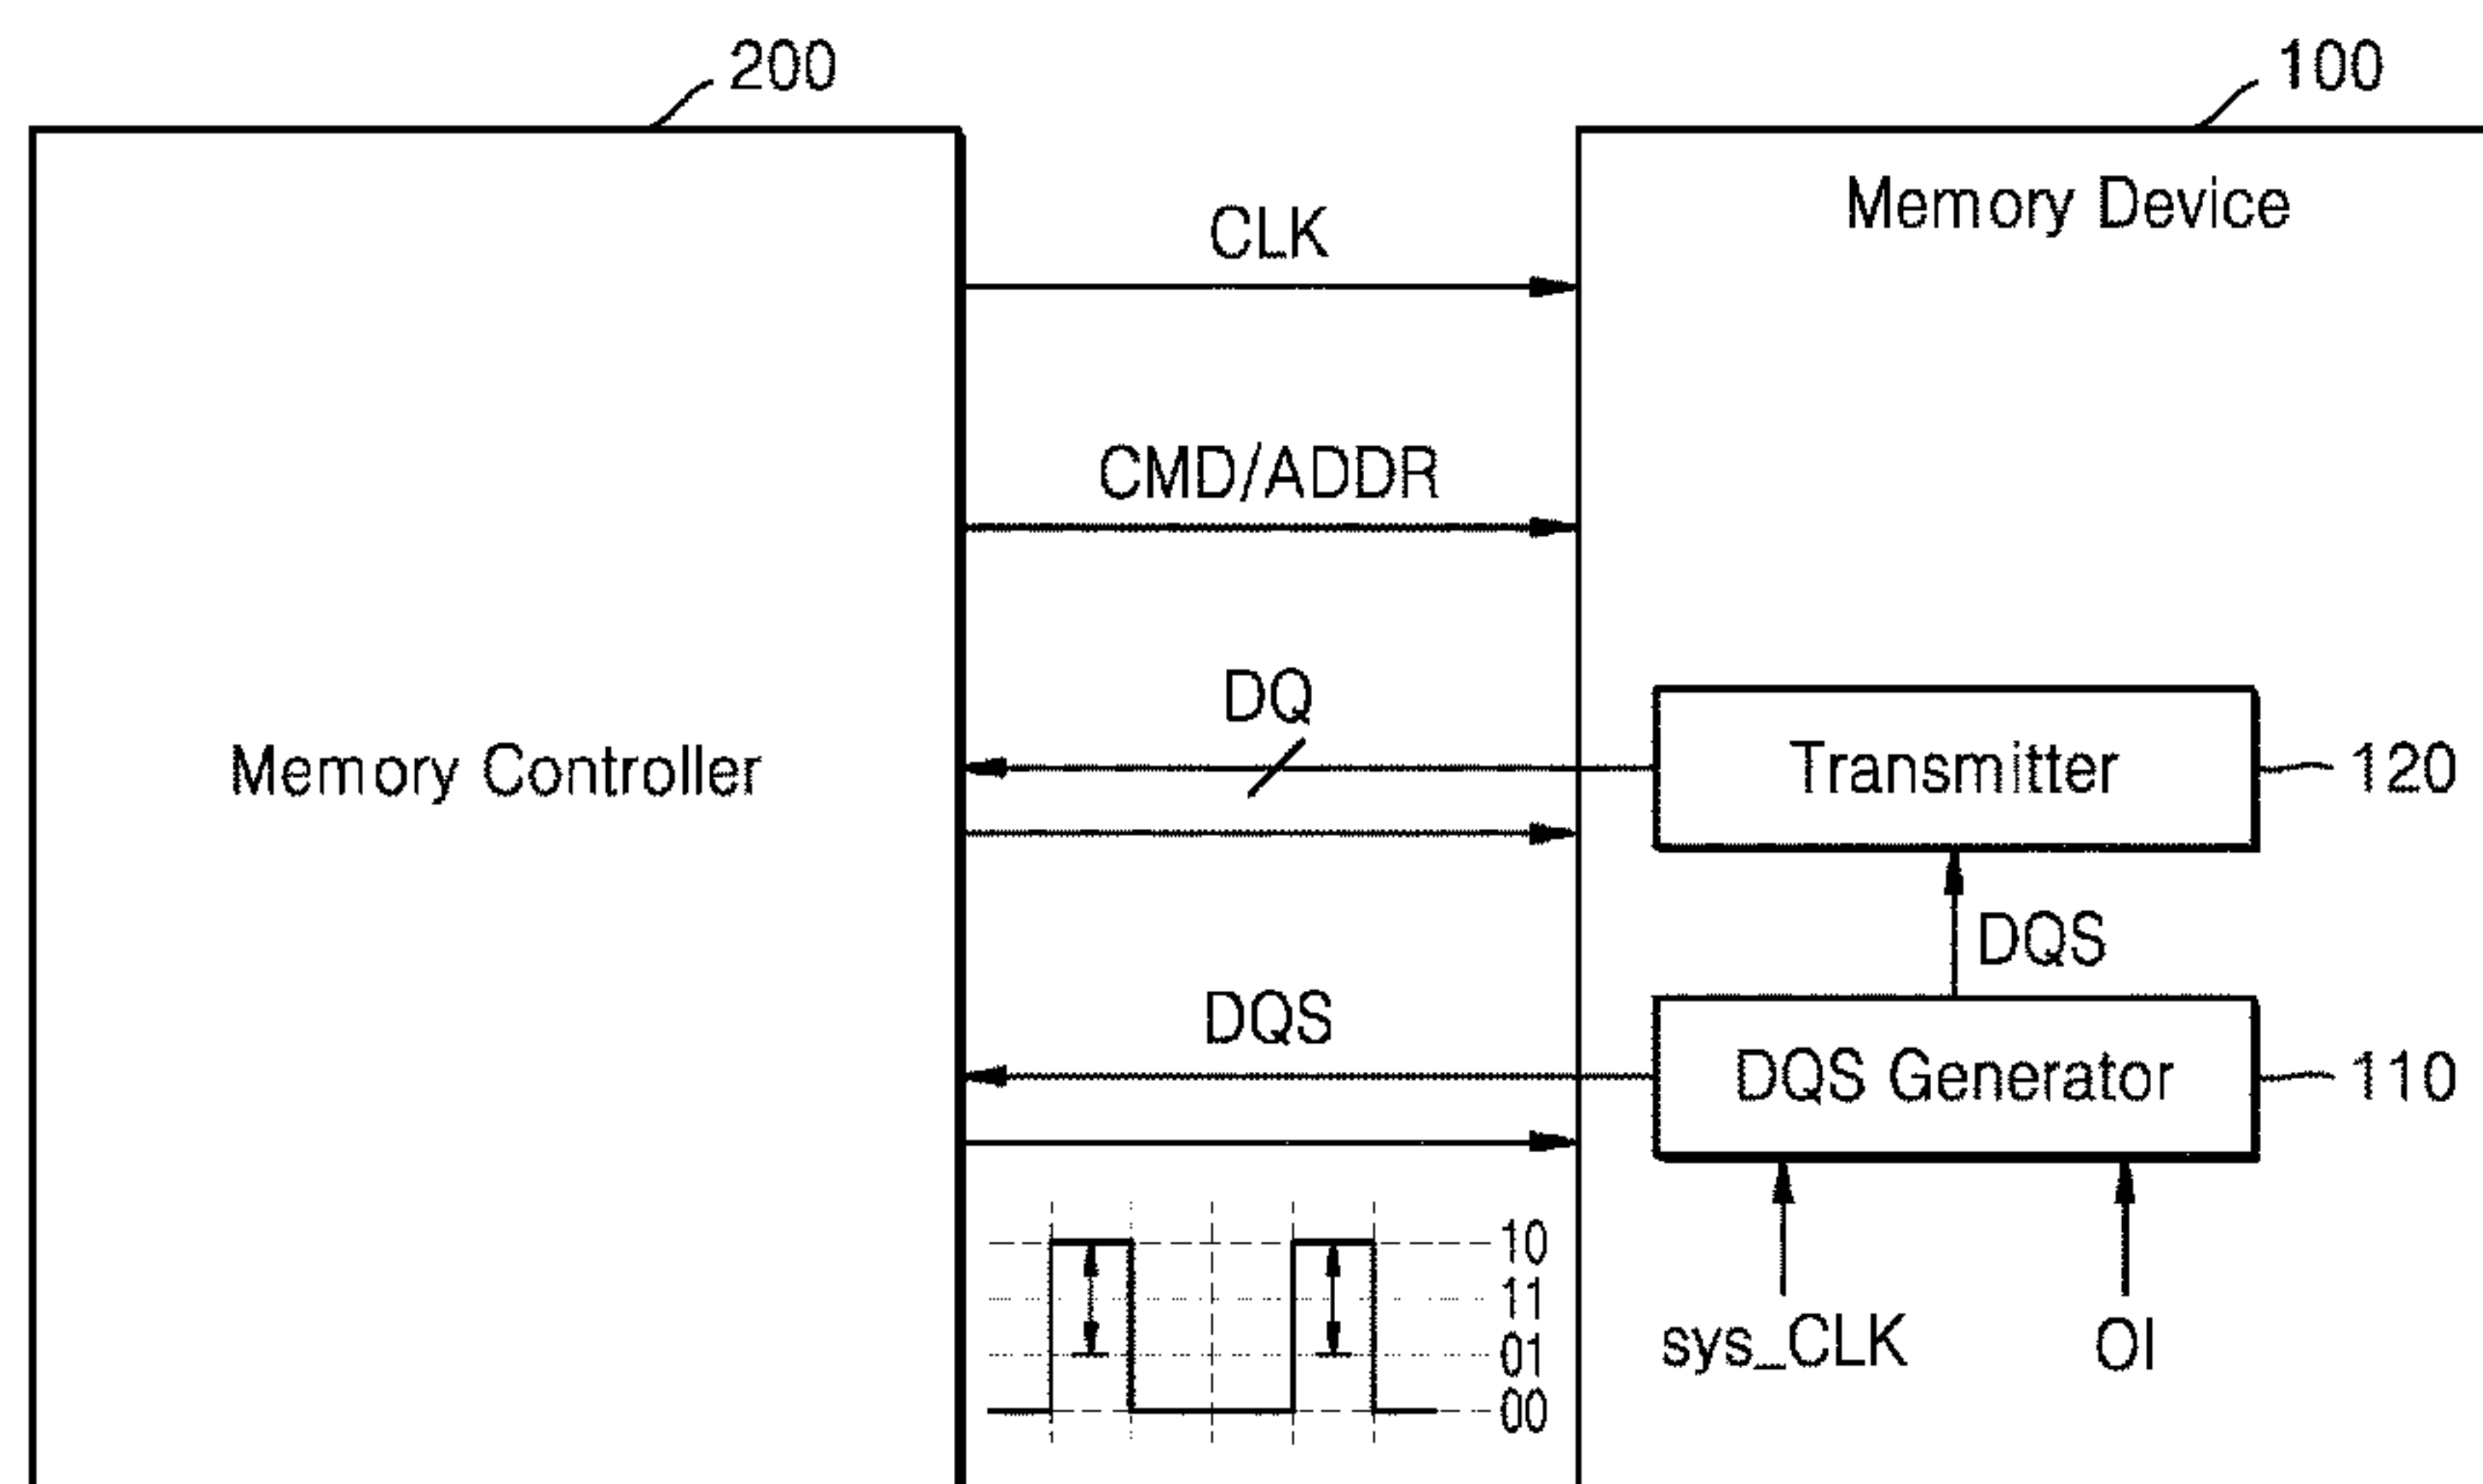 200
100
Memory Device
CLK
CMD/ADDR
DQ
Memory Controller
Transmitter
120
DQS
DQS
DQS Generator
110
10
11
01
00
sys_CLK
OI